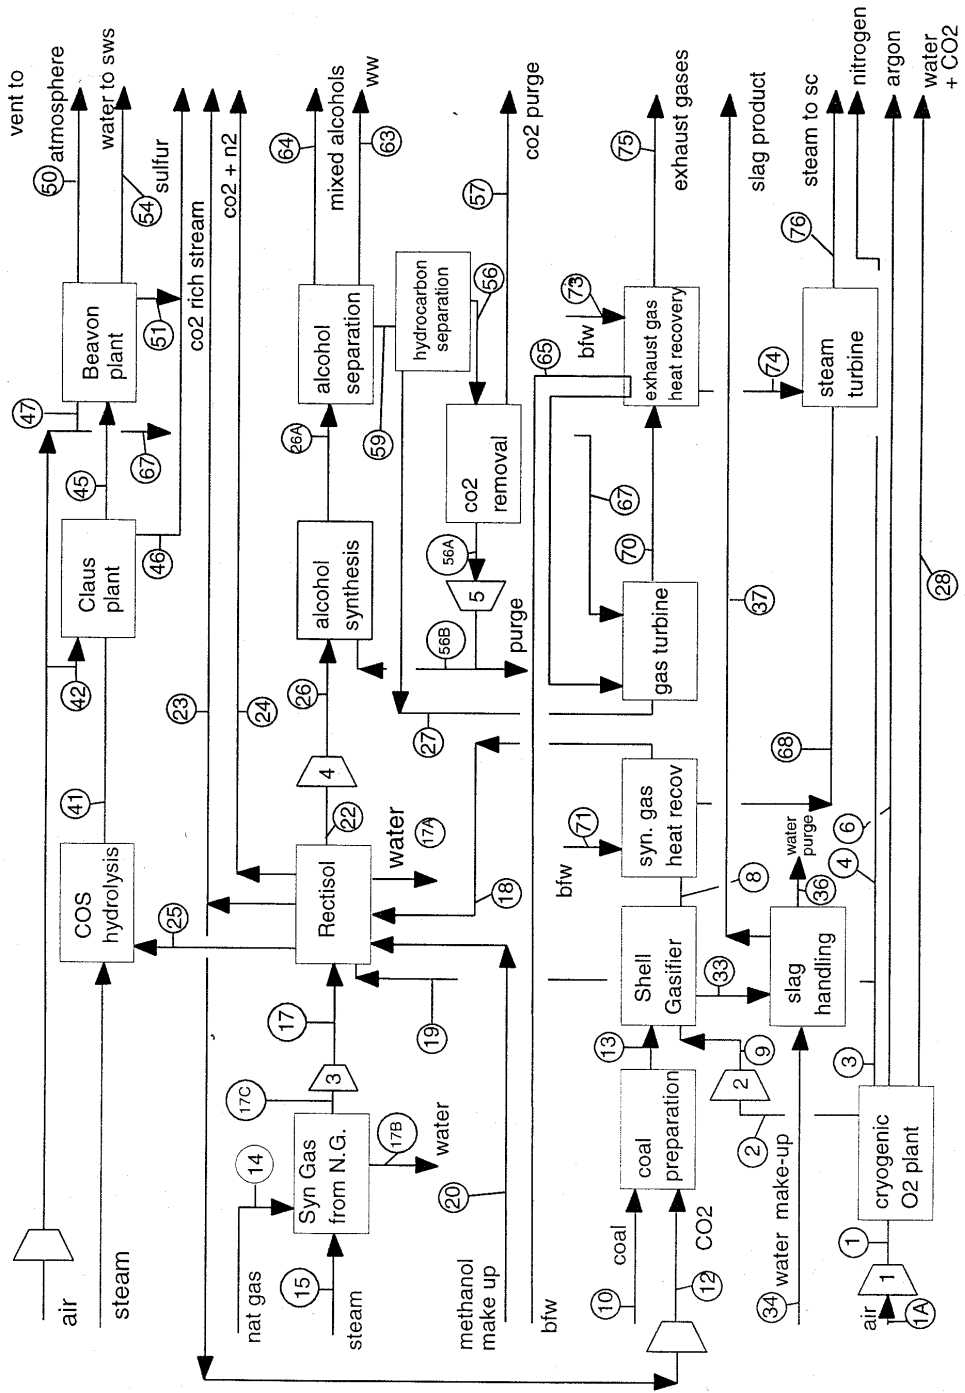 air
steam
COS
hydrolysis
41
42
Claus
plant
46
45
47
67
Beavon
plant
51
50
54
vent to
atmosphere
water to sws
sulfur
co2 rich stream
co2 + n2
23
24
25
nat gas
14
15
steam
Syn Gas
from N.G.
17C
17B
water
3
17
19
Rectisol
22
water
17A
18
4
26
alcohol
synthesis
26A
alcohol
separation
59
64
63
mixed alcohols
ww
hydrocarbon
separation
56
57
co2 purge
co2
removal
56A
5
56B
purge
27
methanol
make up
20
bfw
coal
10
CO2
12
coal
preparation
13
Shell
Gasifier
33
8
9
2
2
bfw
71
syn. gas
heat recov
gas turbine
70
67
65
bfw
73
exhaust gas
heat recovery
75
exhaust gases
74
slag product
37
34
water make-up
slag
handling
36
water
purge
68
steam
turbine
76
steam to sc
nitrogen
argon
water
+ CO2
air
1A
1
1
cryogenic
O2 plant
3
4
6
28